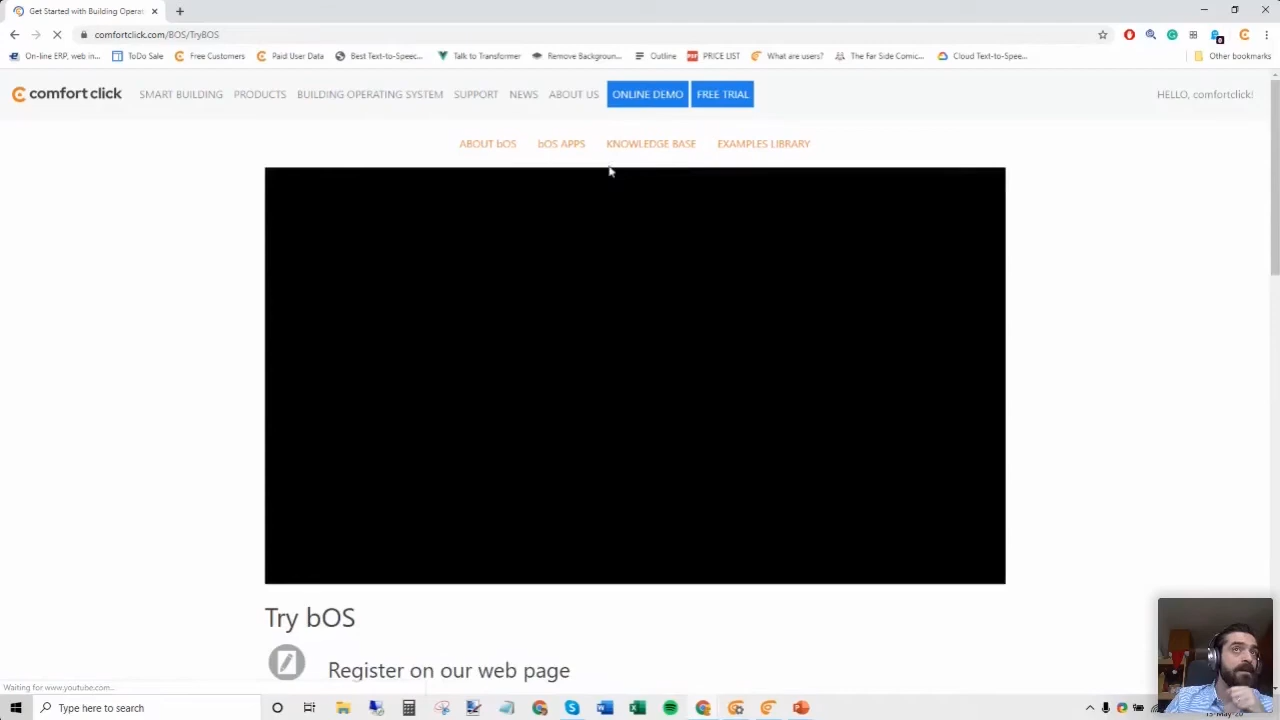 Get Started with Building Operat
comfortclick.com/BOS/TryBOS
On-line ERP, web in... ToDo Sale Free Customers Paid User Data Best Text-to-Speec... Talk to Transformer Remove Backgroun... Outline PRICE LIST What are users? The Far Side Comic... Cloud Text-to-Spee... Other bookmarks
comfortclick SMART BUILDING PRODUCTS BUILDING OPERATING SYSTEM SUPPORT NEWS ABOUT US ONLINE DEMO FREE TRIAL HELLO, comfortclick!
ABOUT bOS bOS APPS KNOWLEDGE BASE EXAMPLES LIBRARY
Try bOS
Register on our web page
Waiting for www.youtube.com...
Type here to search